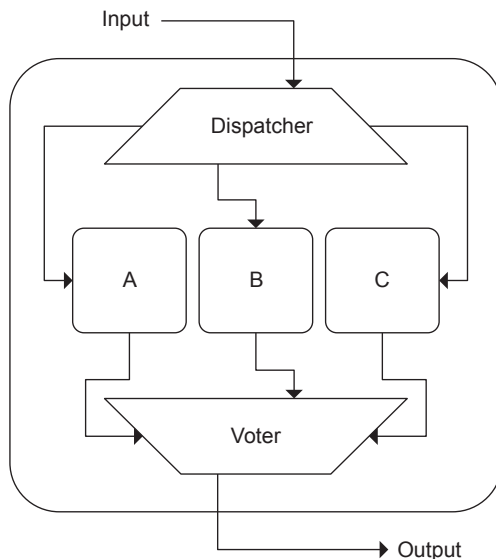 Input
Dispatcher
A
B
C
Voter
Output